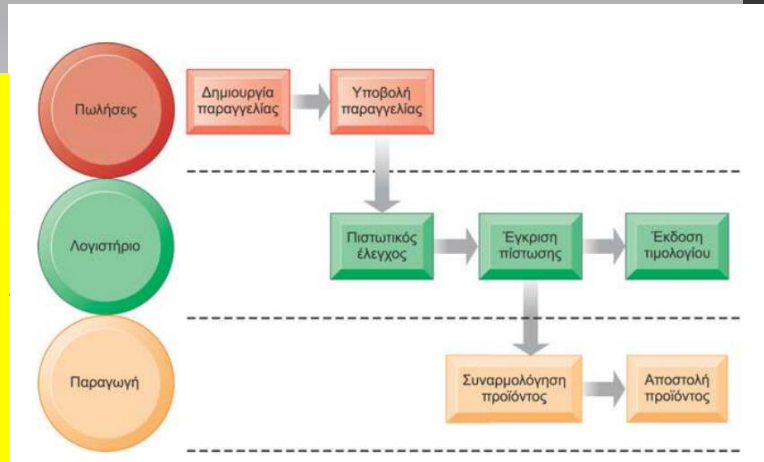 Πωλήσεις
Δημιουργία
παραγγελίας
Υποβολή
παραγγελίας
Λογιστήριο
Πιστωτικός
έλεγχος
Έγκριση
πίστωσης
Έκδοση
τιμολογίου
Παραγωγή
Συναρμολόγηση
προϊόντος
Αποστολή
προϊόντος